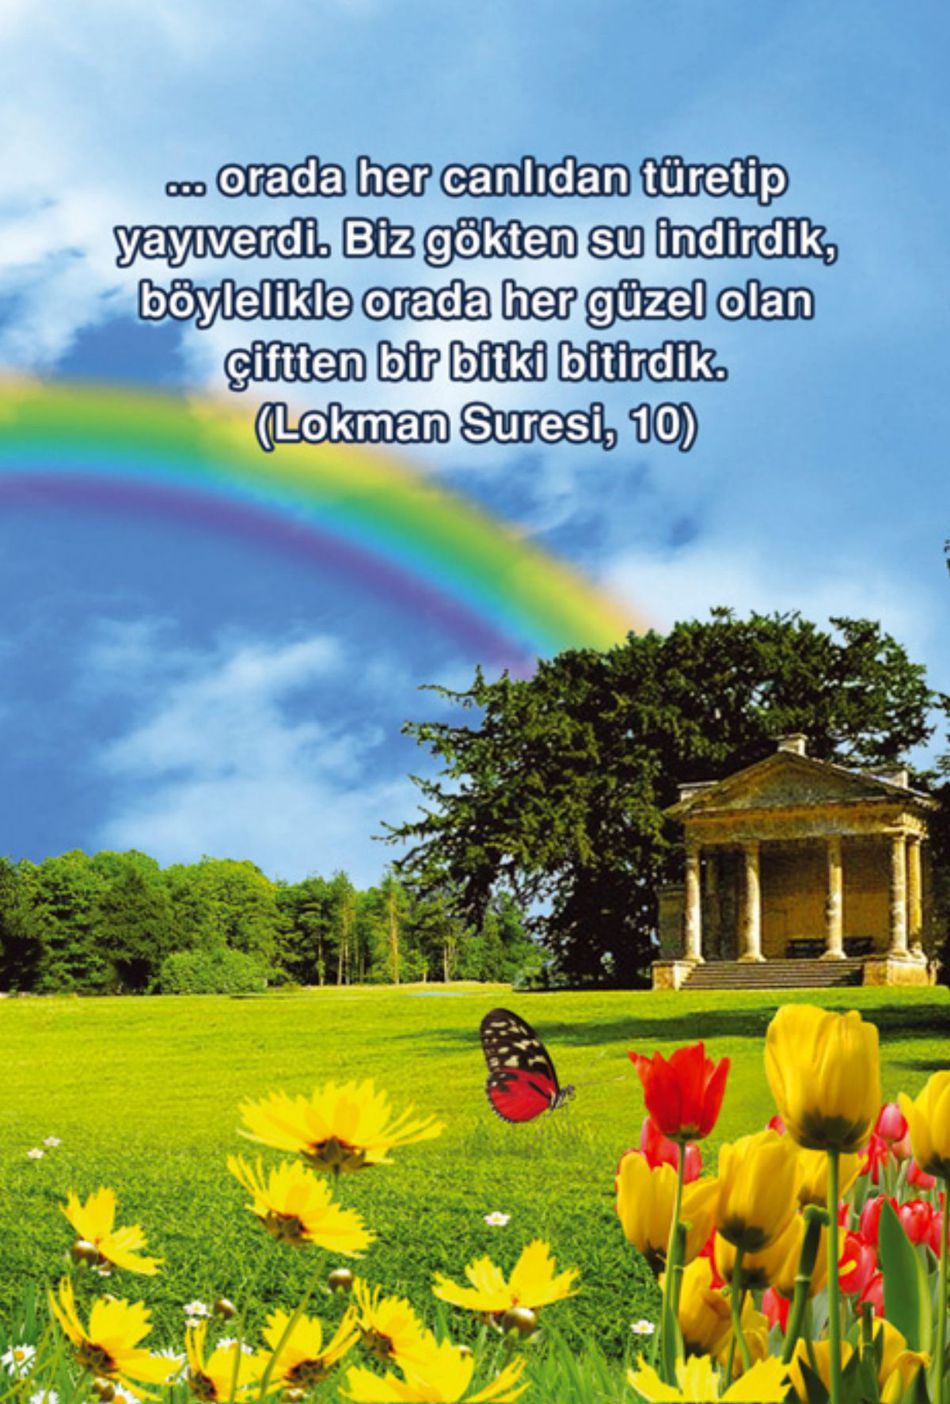 ... orada her canlıdan türetip
yayıverdi. Biz gökten su indirdik,
böylelikle orada her güzel olan
çiftten bir bitki bitirdik.
(Lokman Suresi, 10)